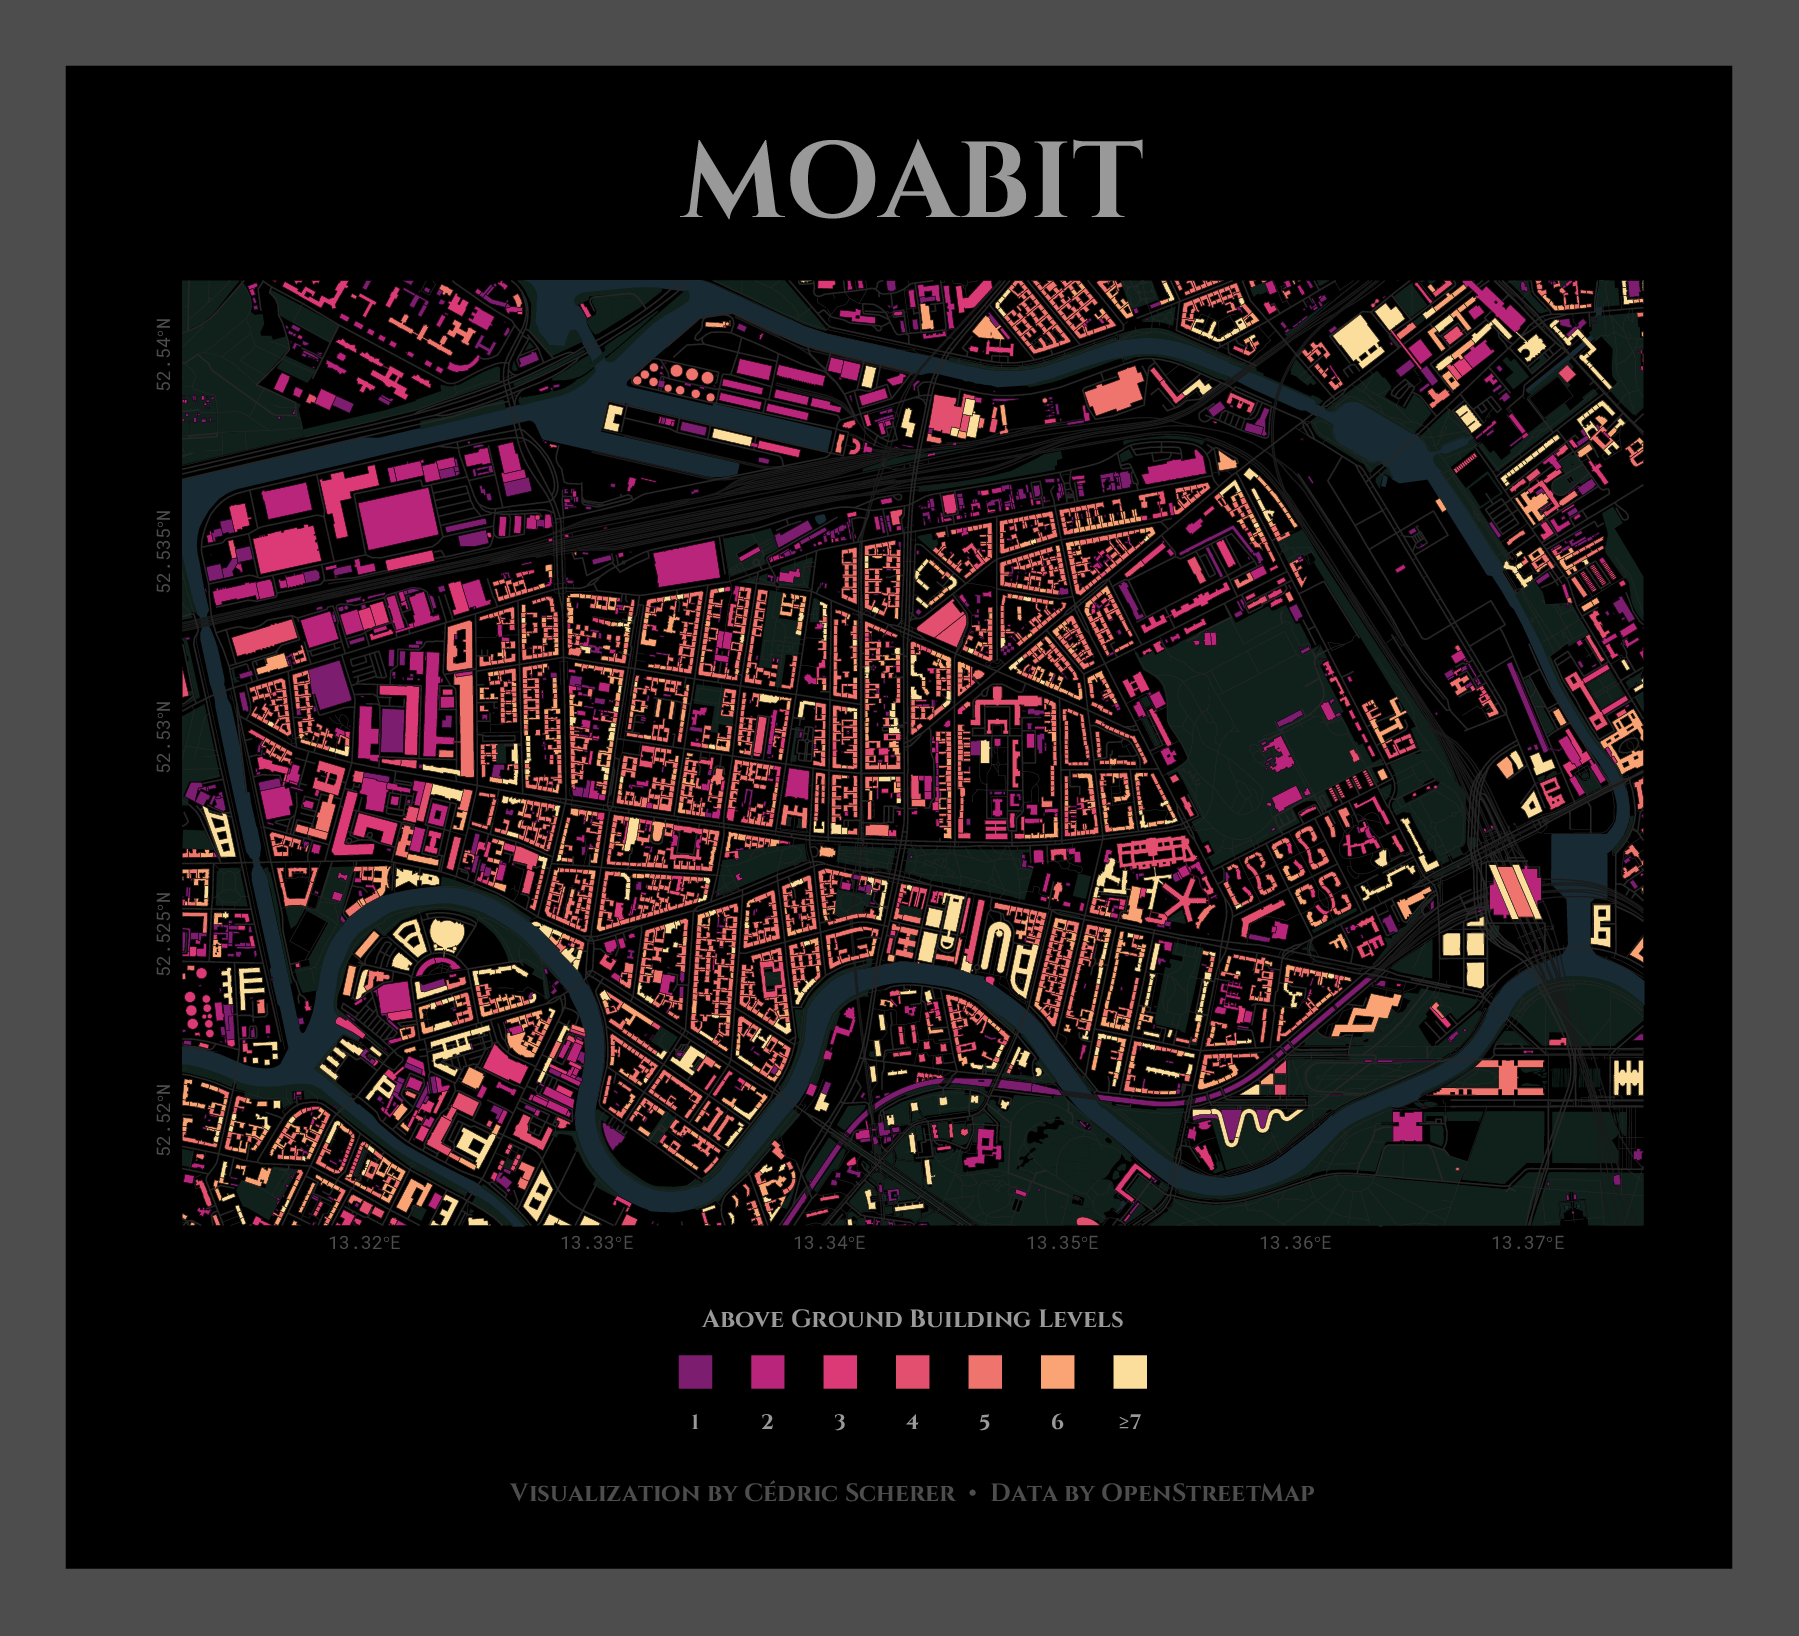 MOABIT
52.54°N
52.535°N
52.53°N
52.525°N
52.52°N
13.32°E 13.33°E 13.34°E 13.35°E 13.36°E 13.37°E
Above Ground Building Levels
1 2 3 4 5 6 ≥7
Visualization by Cédric Scherer • Data by OpenStreetMap